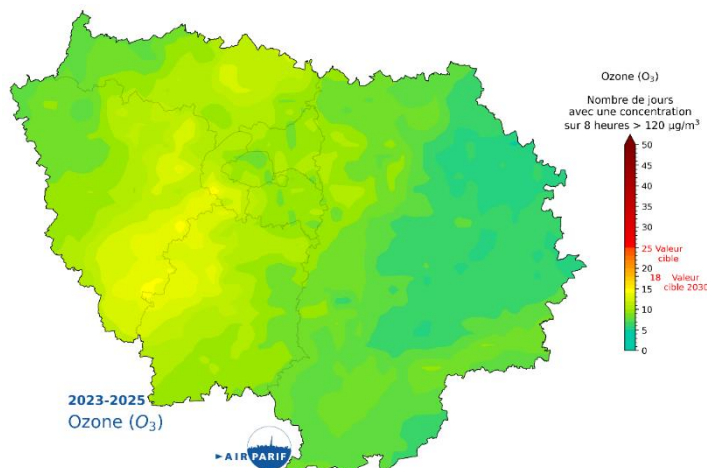 Ozone (O₃)
Nombre de jours
avec une concentration
sur 8 heures > 120 µg/m³
50
45
40
35
30
25 Valeur
cible
20
18 Valeur
cible 2030
15
10
5
0
2023-2025
Ozone (O₃)
AIRPARIF